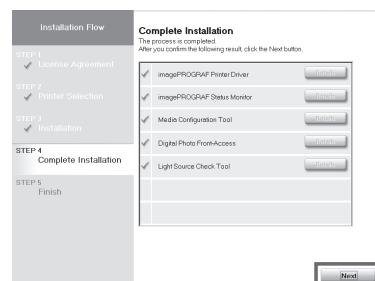 Installation Flow
STEP 1
License Agreement
STEP 2
Printer Selection
STEP 3
Installation
STEP 4
Complete Installation
STEP 5
Finish
Complete Installation
The process is completed.
After you confirm the following result, click the Next button.
imagePROGRAF Printer Driver
imagePROGRAF Status Monitor
Media Configuration Tool
Digital Photo Front-Access
Light Source Check Tool
Next